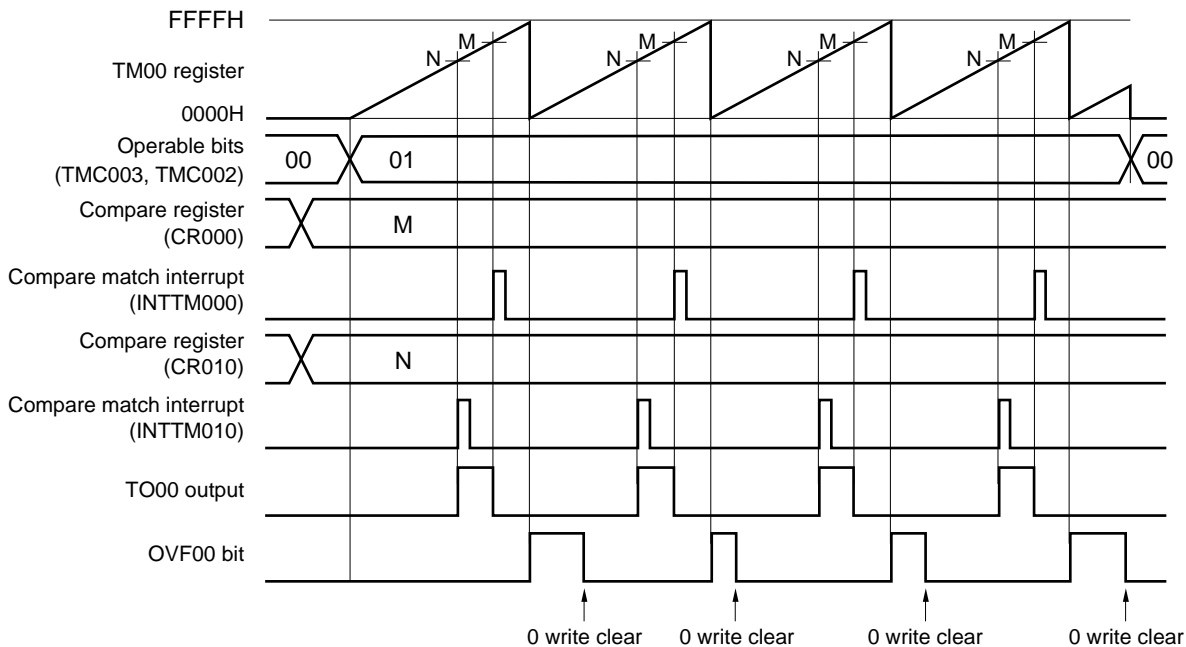 FFFFH
M M M M
N N N N
TM00 register
0000H
Operable bits
(TMC003, TMC002)
00 01 00
Compare register
(CR000)
M
Compare match interrupt
(INTTM000)
Compare register
(CR010)
N
Compare match interrupt
(INTTM010)
TO00 output
OVF00 bit
0 write clear 0 write clear 0 write clear 0 write clear